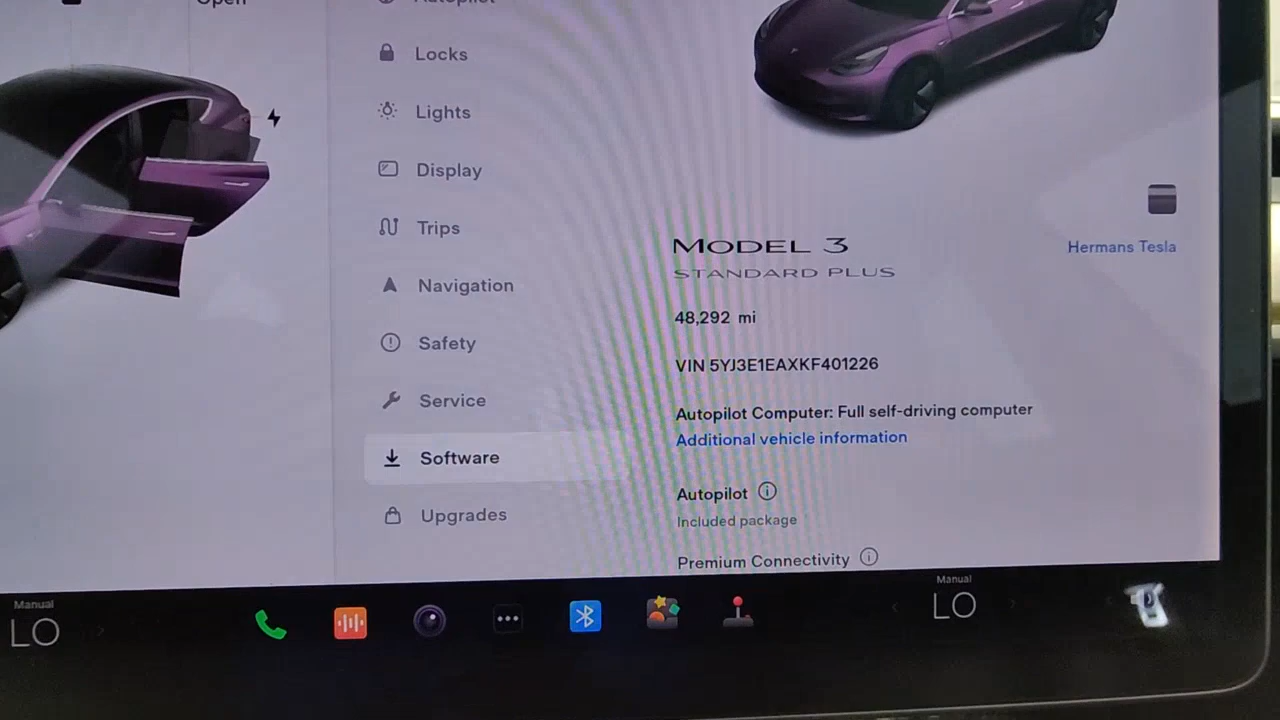 Open
Autopilot
Locks
Lights
Display
Trips
Navigation
Safety
Service
Software
Upgrades
MODEL 3
STANDARD PLUS
Hermans Tesla
48,292 mi
VIN 5YJ3E1EAXKF401226
Autopilot Computer: Full self-driving computer
Additional vehicle information
Autopilot
Included package
Premium Connectivity
Manual
LO
Manual
LO